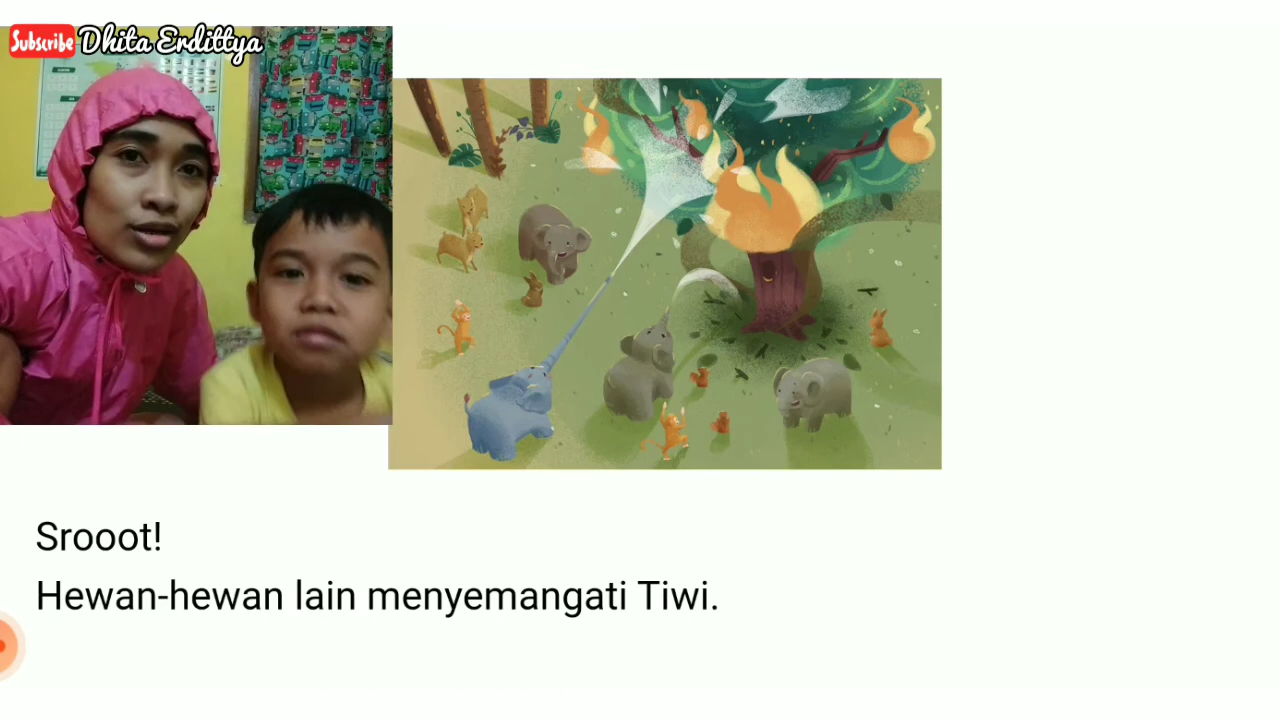 Subscribe Dhita Erdittya
Srooot!
Hewan-hewan lain menyemangati Tiwi.